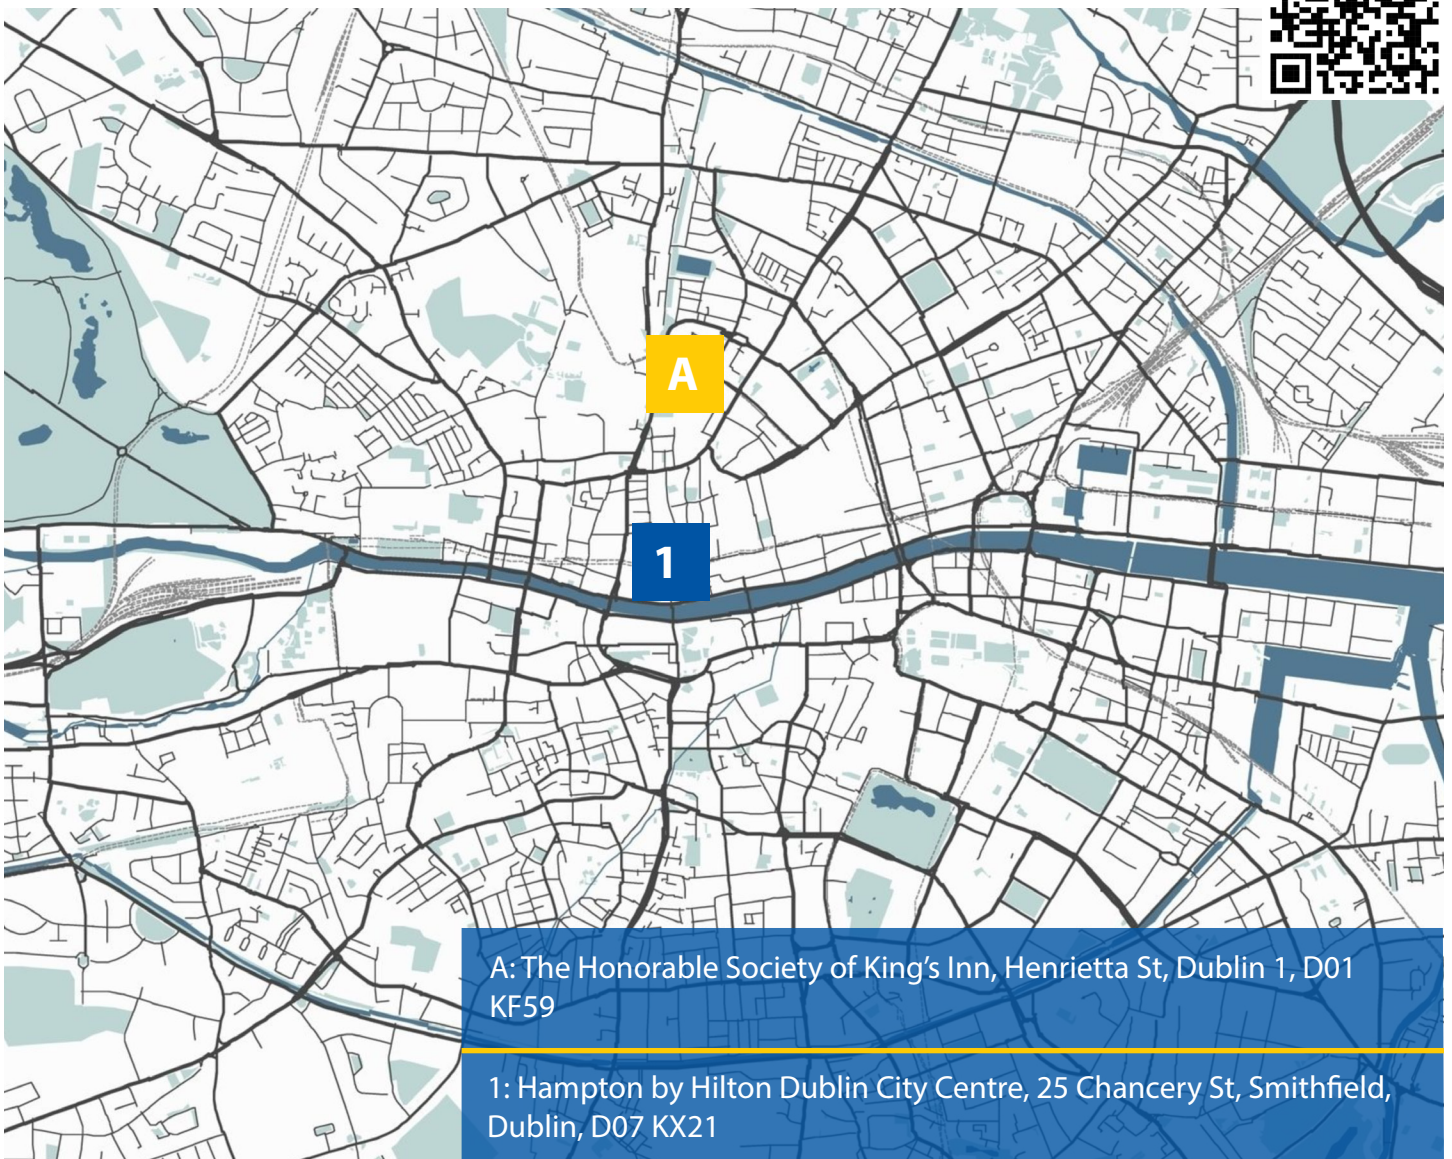 A
1
A: The Honorable Society of King’s Inn, Henrietta St, Dublin 1, D01
KF59
1: Hampton by Hilton Dublin City Centre, 25 Chancery St, Smithfield,
Dublin, D07 KX21